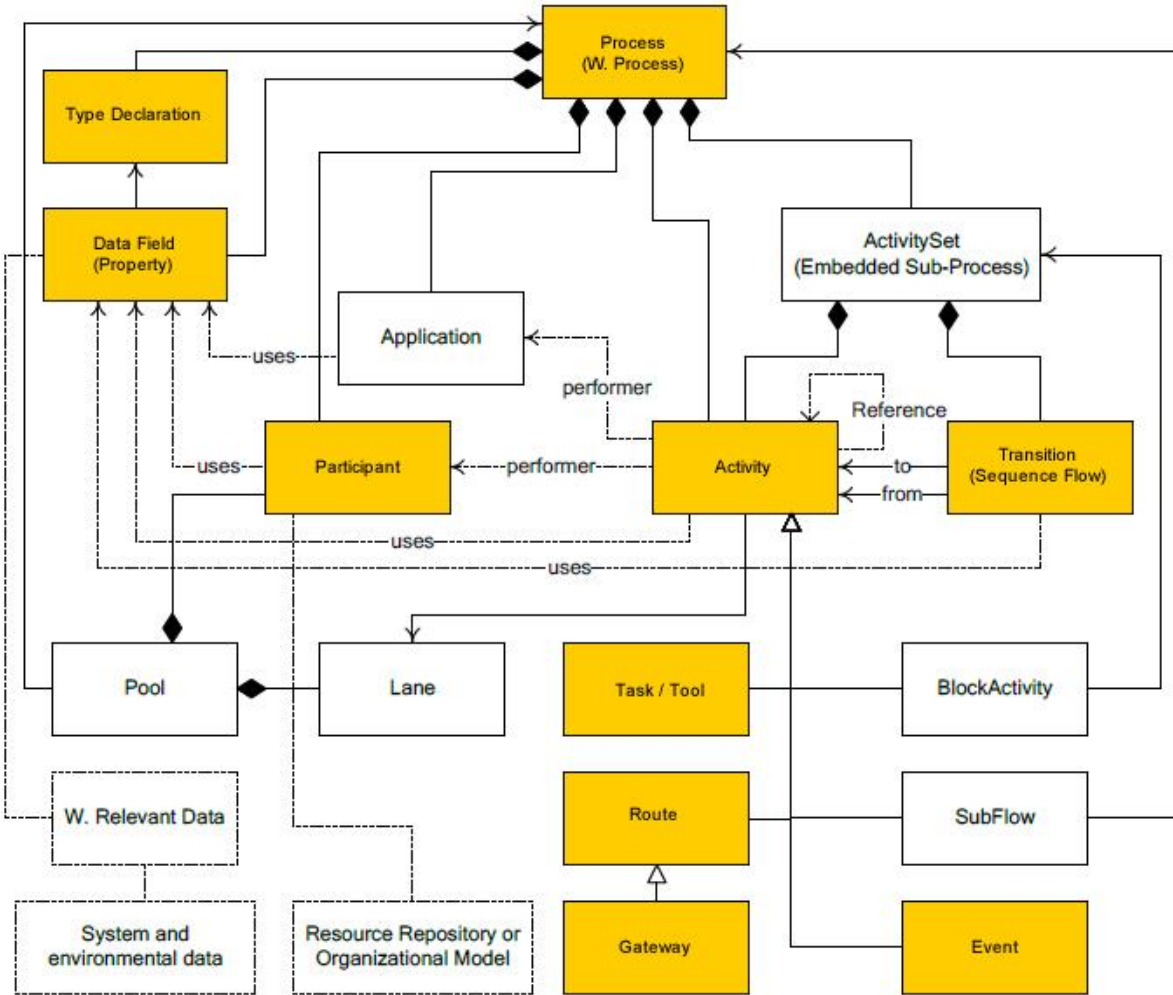 Process
(W. Process)
Type Declaration
Data Field
(Property)
ActivitySet
(Embedded Sub-Process)
Application
uses
performer
Reference
Participant
uses
performer
Activity
to
from
Transition
(Sequence Flow)
uses
uses
Pool
Lane
Task / Tool
BlockActivity
W. Relevant Data
Route
SubFlow
System and
environmental data
Resource Repository or
Organizational Model
Gateway
Event